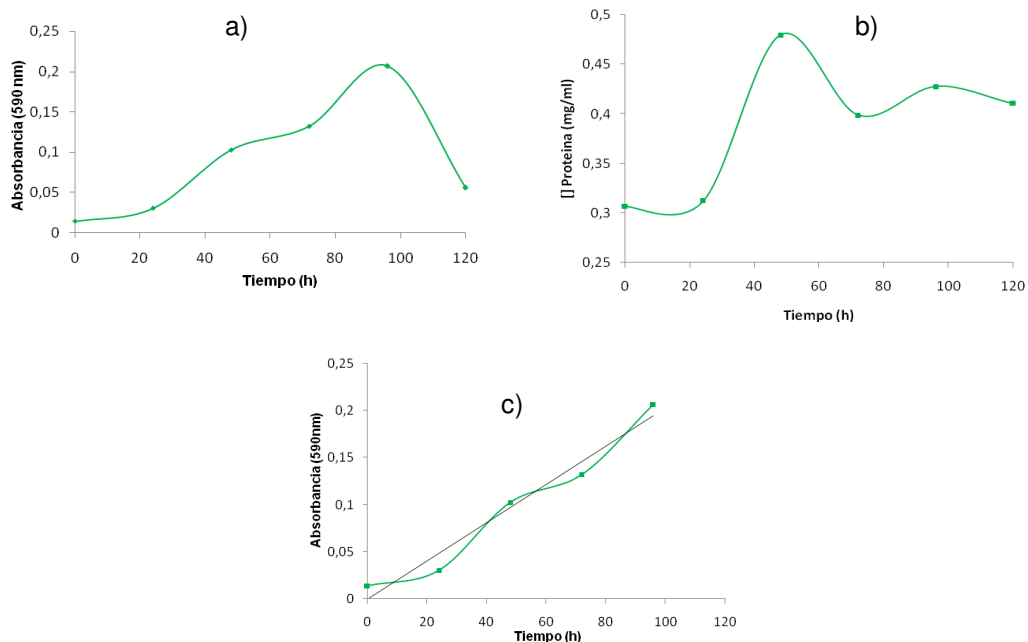 a)
Absorbancia (590 nm)
0,25
0,2
0,15
0,1
0,05
0
0 20 40 60 80 100 120
Tiempo (h)
b)
[] Proteina (mg/ml)
0,5
0,45
0,4
0,35
0,3
0,25
0 20 40 60 80 100 120
Tiempo (h)
c)
Absorbancia (590nm)
0,25
0,2
0,15
0,1
0,05
0
0 20 40 60 80 100 120
Tiempo (h)